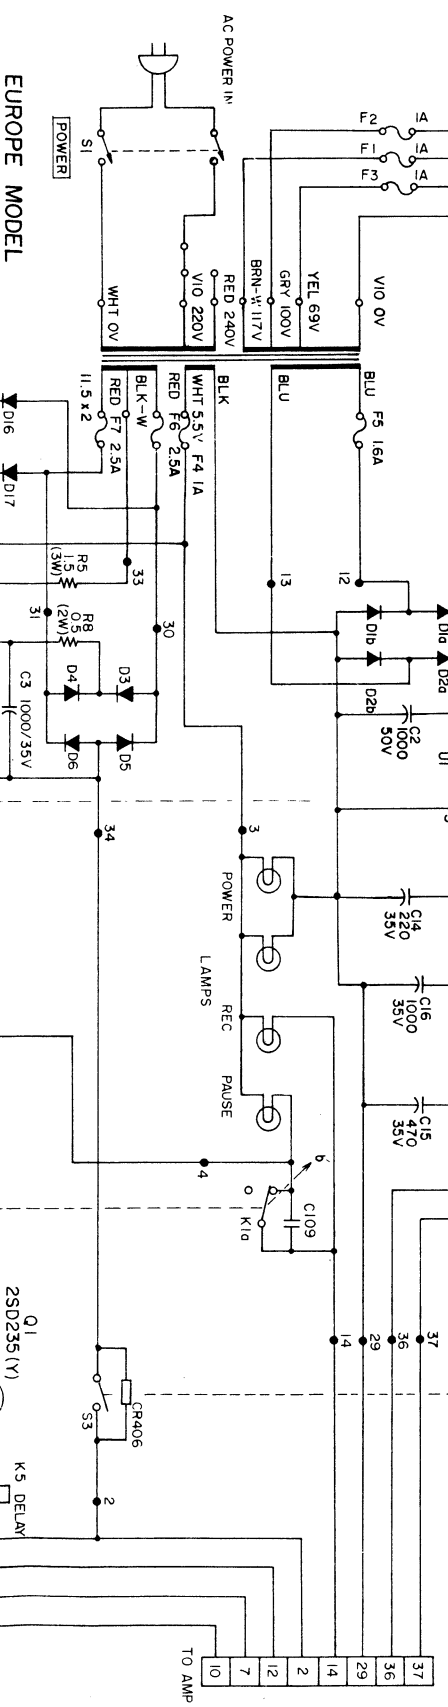 EUROPE MODEL
AC POWER IN
S1
POWER
F2 1A
F1 1A
F3 1A
WHT 0V
VIO 220V
RED 240V
BRN-W 117V
GRY 100V
YEL 69V
VIO 0V
11.5 x 2
RED F7 2.5A
BLK-W
RED F6 2.5A
WHT 5.5V F4 1A
BLK
BLU
BLU
F5 1.6A
D16
D17
R5
1.5
(3W)
33
31
R8
0.5
(2W)
30
13
12
D1a
D1b
D2a
D2b
D4
D3
D6
D5
C3 1000/35V
C2
1000
50V
U1
34
3
C14
220
35V
C16
1000
35V
C15
470
35V
POWER
LAMPS
REC
PAUSE
4
b
K1a
C109
14
29
36
37
Q1
2SD235(Y)
CR406
S3
K5 DELAY
2
TO AMP
10
7
12
2
14
29
36
37